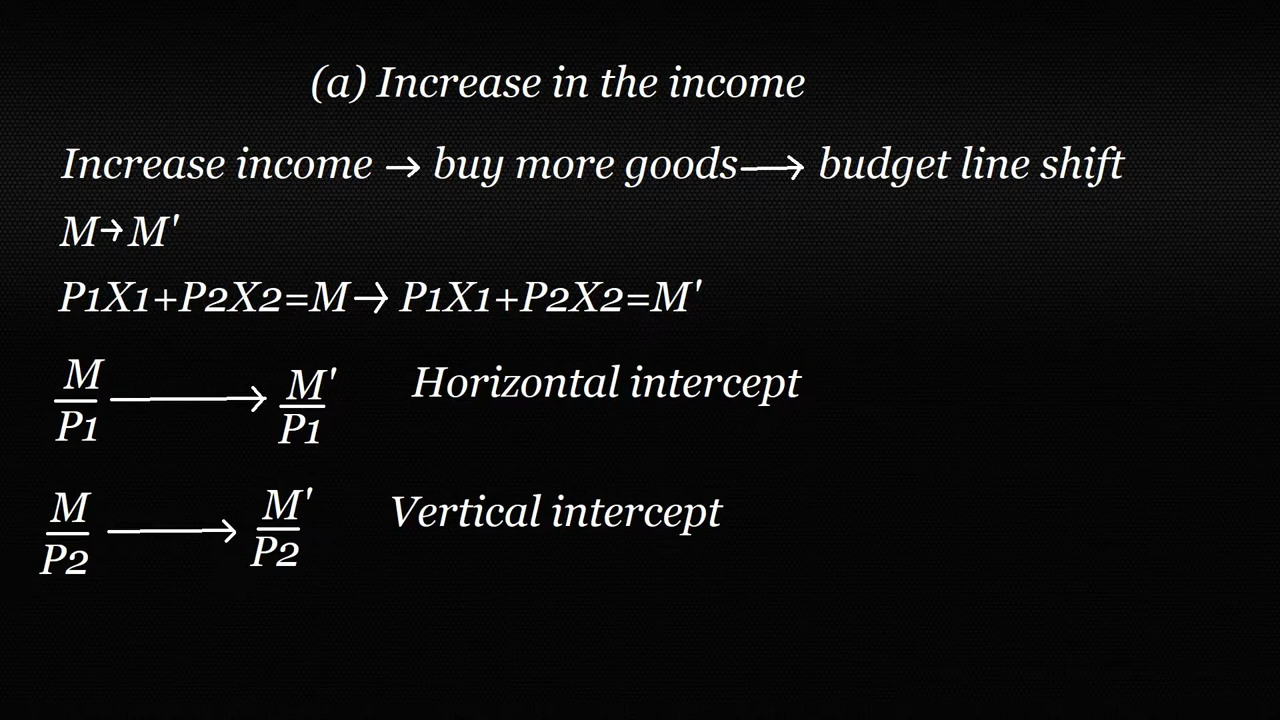 (a) Increase in the income
Increase income → buy more goods → budget line shift
M→M'
P1X1+P2X2=M→ P1X1+P2X2=M'
M/P1 → M'/P1 Horizontal intercept
M/P2 → M'/P2 Vertical intercept